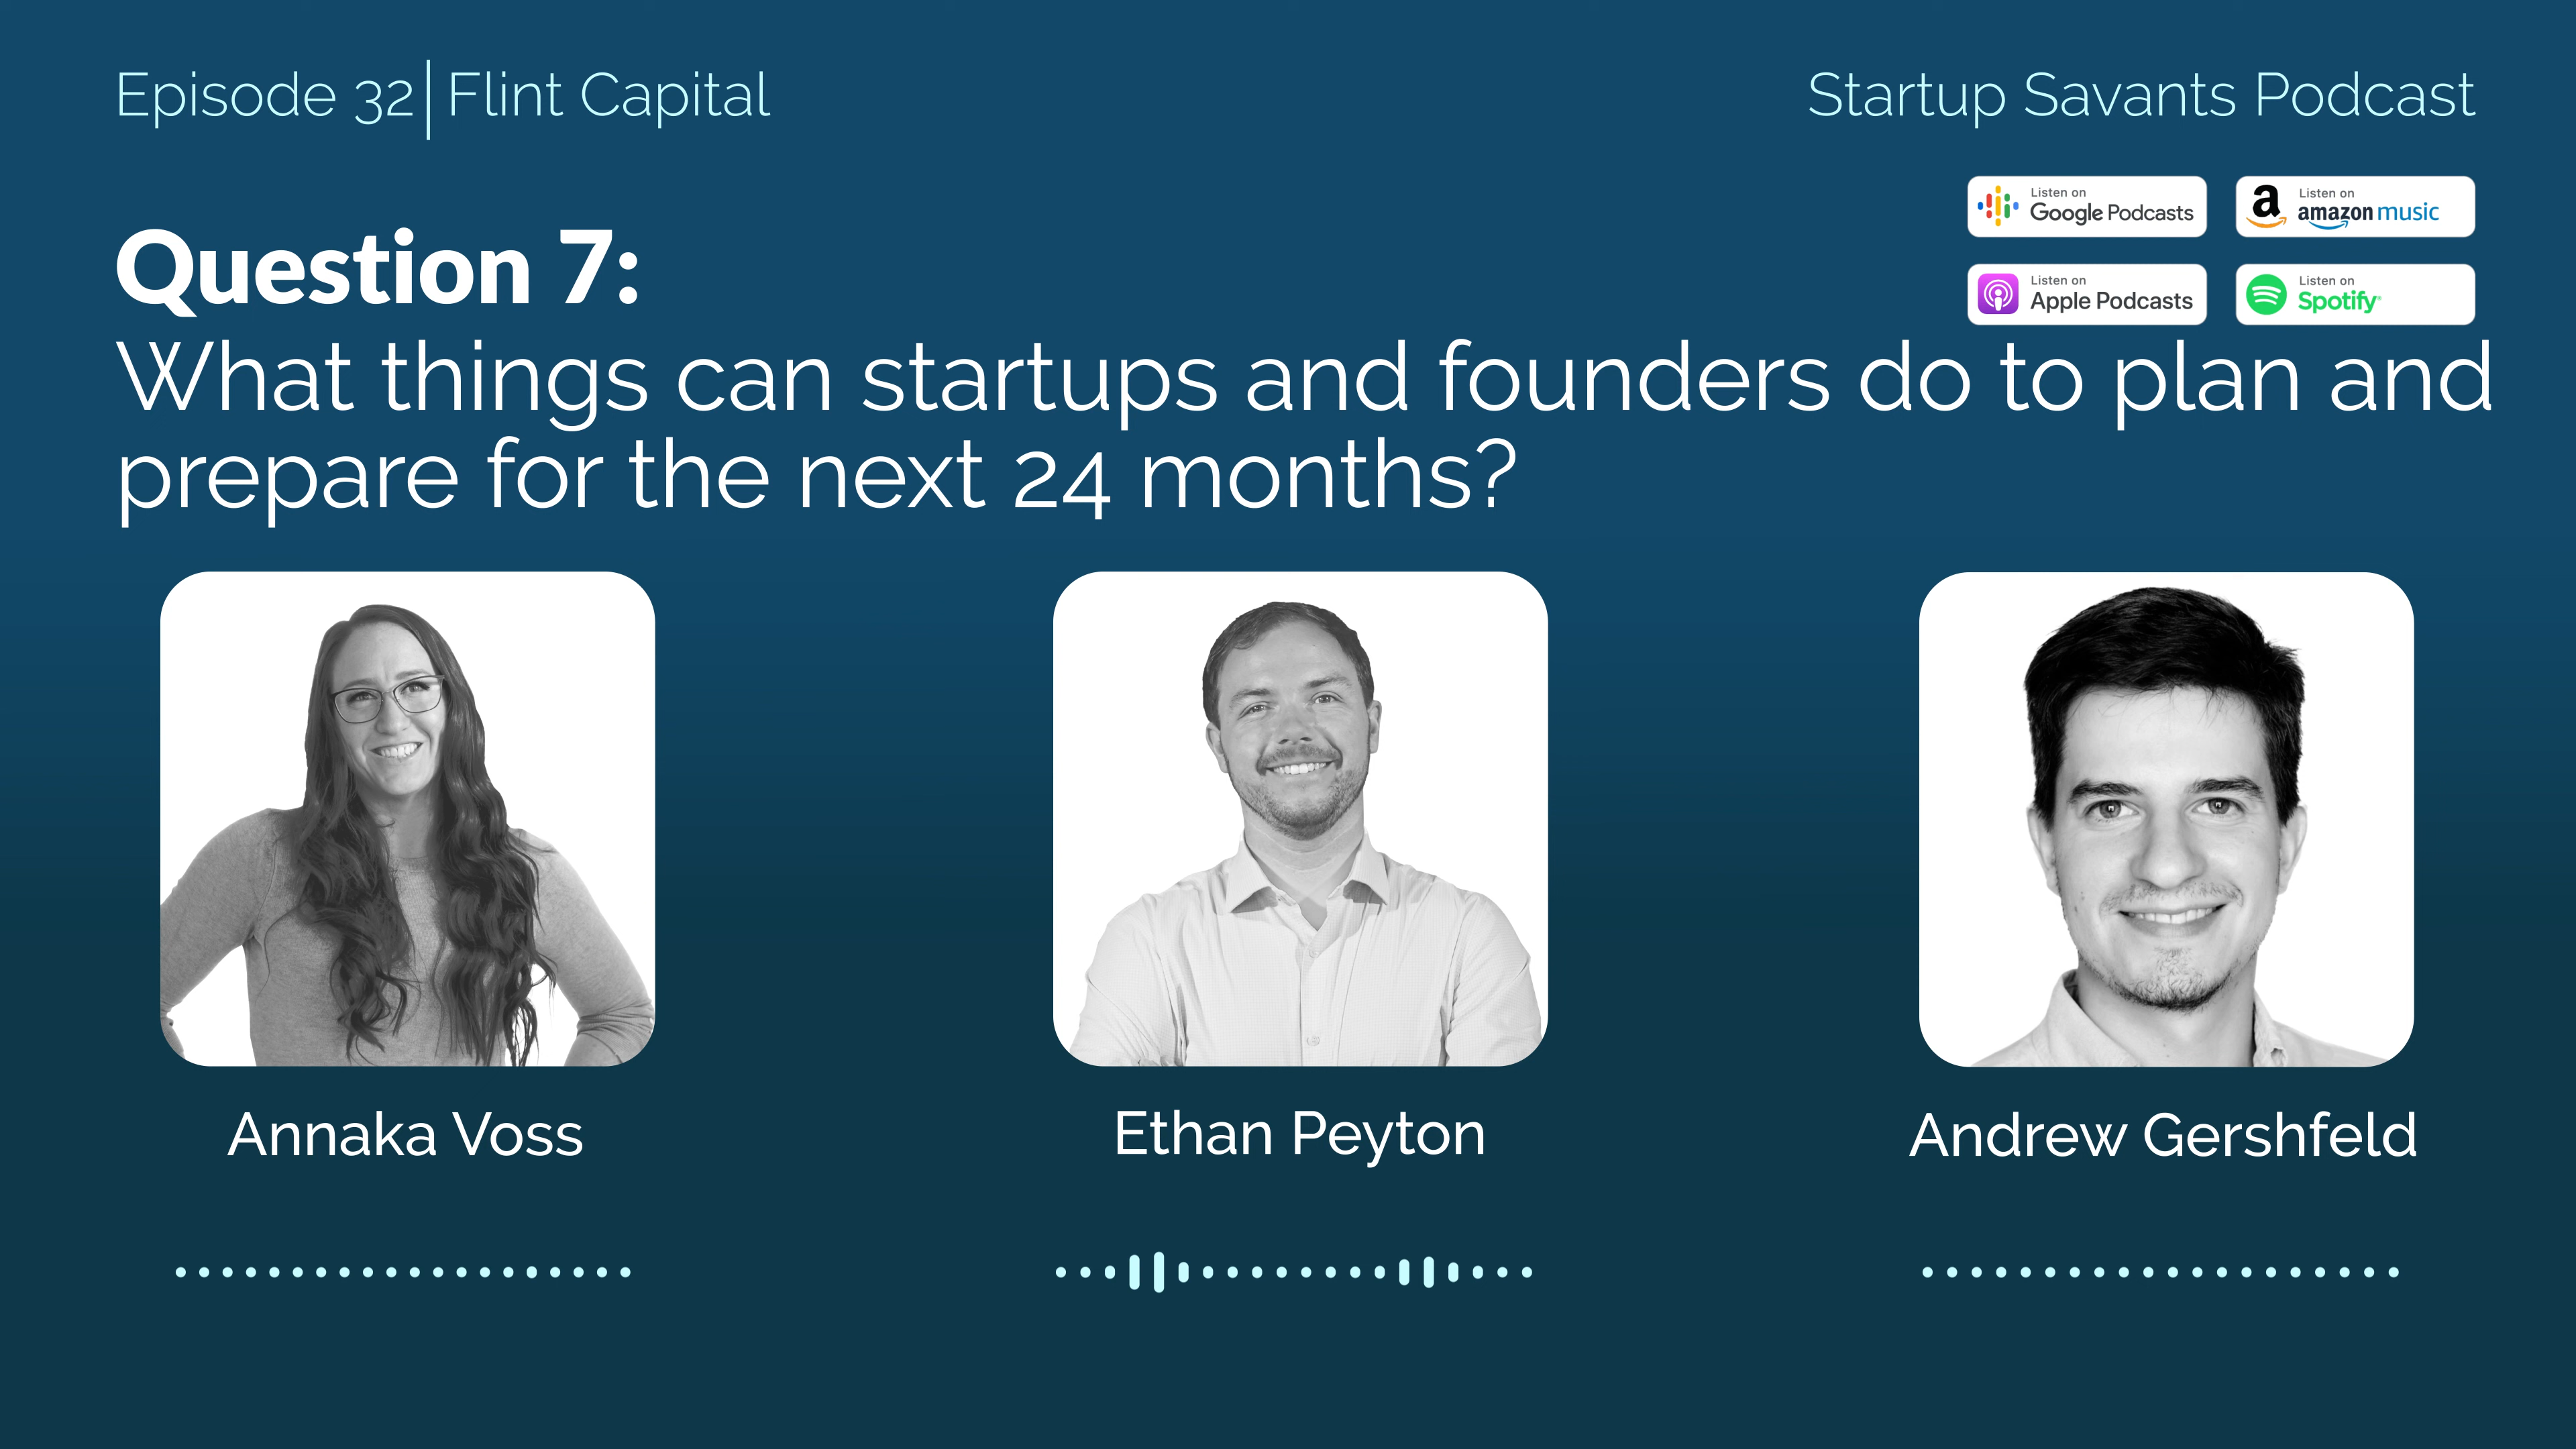 Episode 32 | Flint Capital
Startup Savants Podcast
Listen on
Google Podcasts
Listen on
amazon music
Listen on
Apple Podcasts
Listen on
Spotify
Question 7:
What things can startups and founders do to plan and
prepare for the next 24 months?
Annaka Voss
Ethan Peyton
Andrew Gershfeld